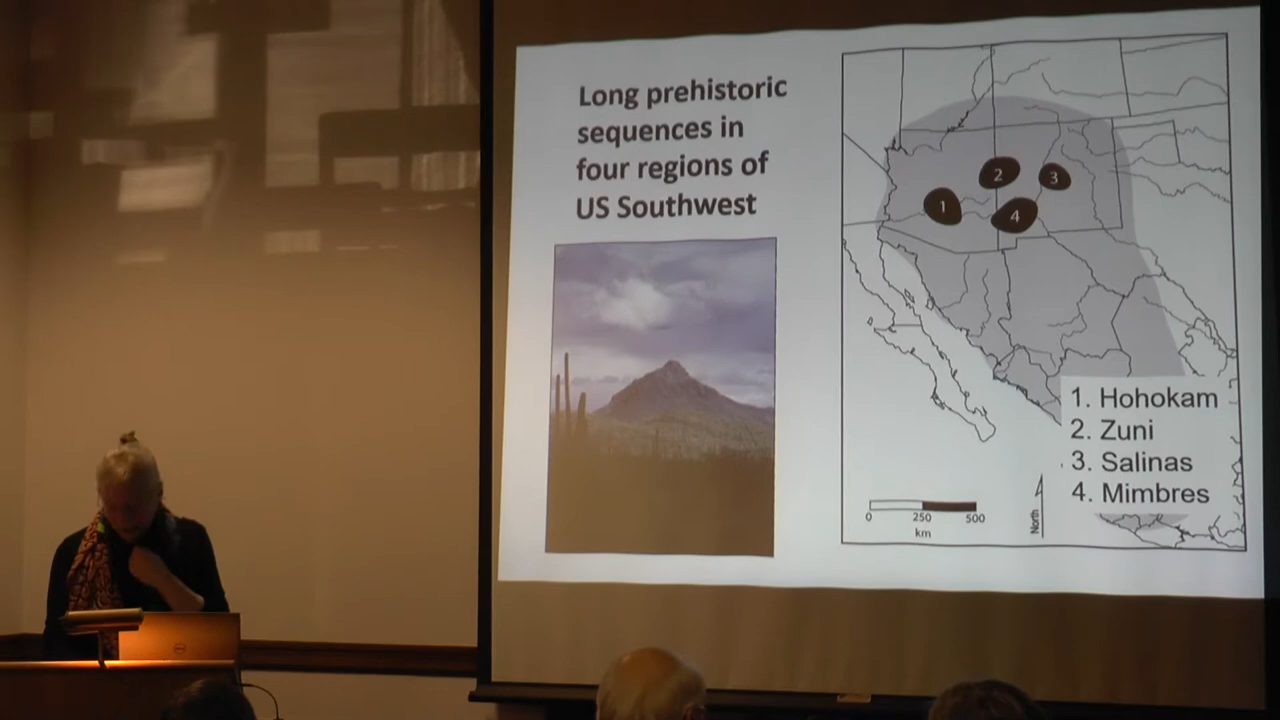 Long prehistoric
sequences in
four regions of
US Southwest
1
2
3
4
1. Hohokam
2. Zuni
3. Salinas
4. Mimbres
0 250 500
km
North
DELL